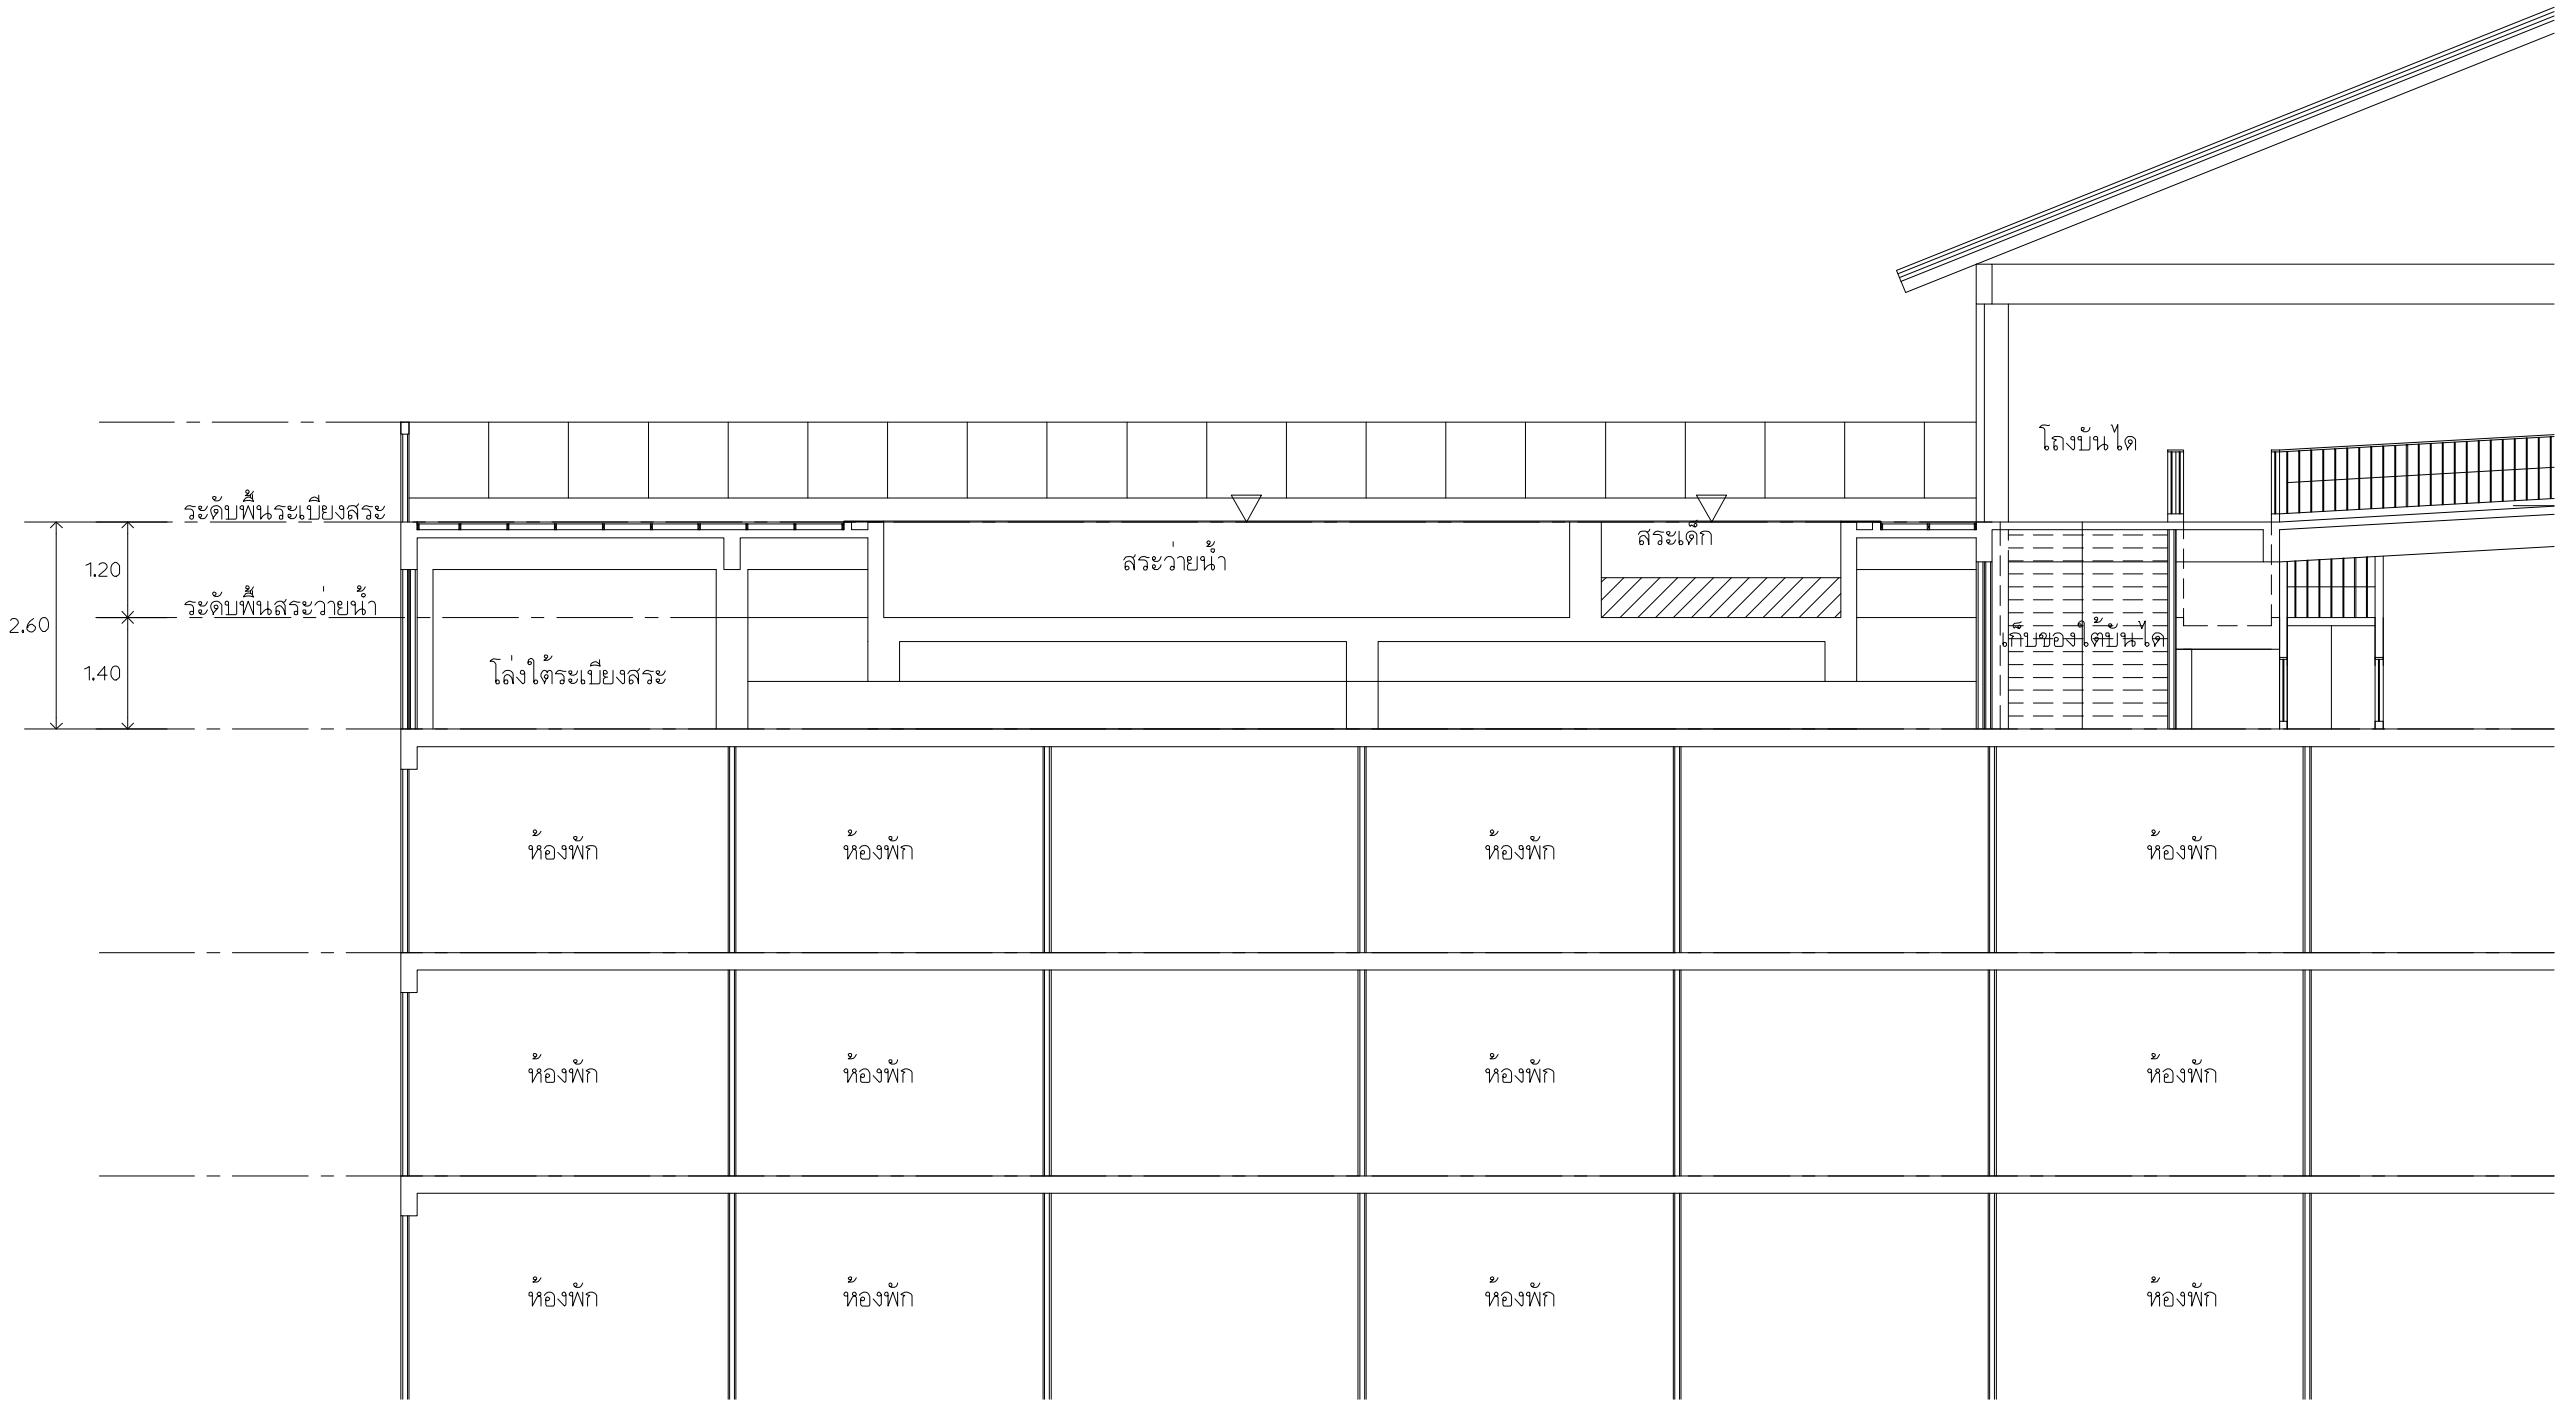 โถงบันได
ระดับพื้นระเบียงสระ
สระเด็ก
สระว่ายน้ำ
1.20
ระดับพื้นสระว่ายน้ำ
2.60
เก็บของใต้บันได
โล่งใต้ระเบียงสระ
1.40
ห้องพัก ห้องพัก ห้องพัก ห้องพัก
ห้องพัก ห้องพัก ห้องพัก ห้องพัก
ห้องพัก ห้องพัก ห้องพัก ห้องพัก